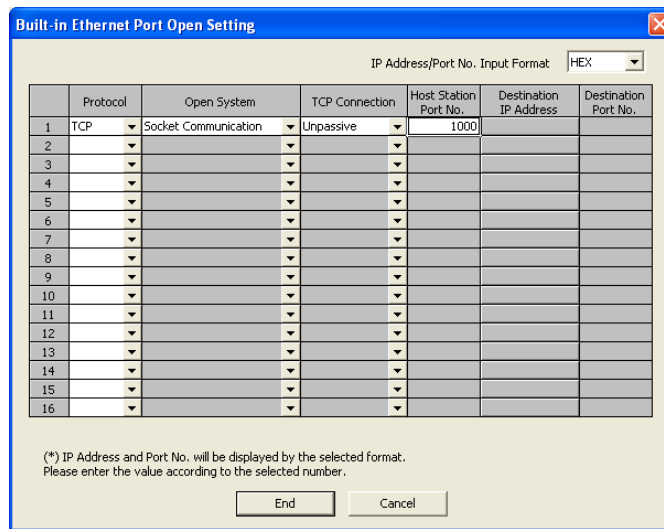 Built-in Ethernet Port Open Setting
IP Address/Port No. Input Format HEX
Protocol Open System TCP Connection Host Station Port No. Destination IP Address Destination Port No.
1 TCP Socket Communication Unpassive 1000
2
3
4
5
6
7
8
9
10
11
12
13
14
15
16
(*) IP Address and Port No. will be displayed by the selected format.
Please enter the value according to the selected number.
End Cancel